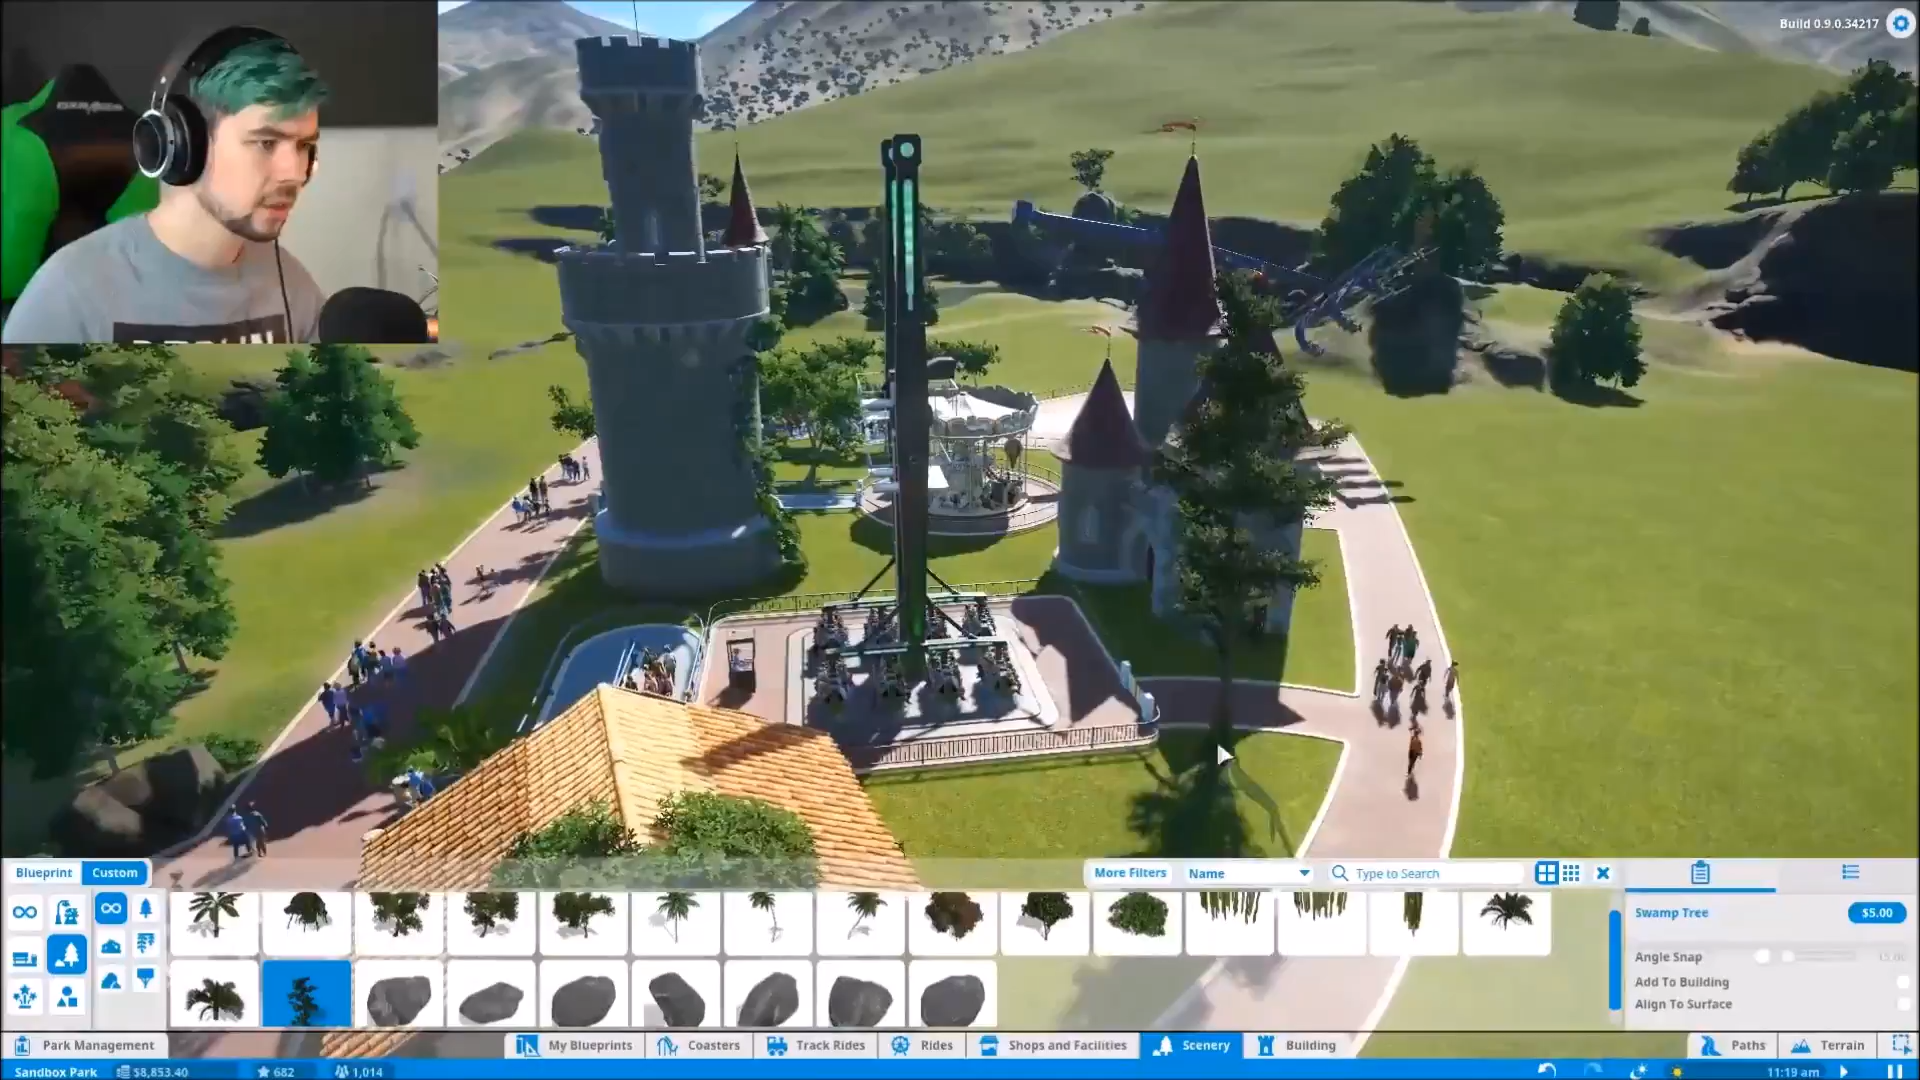 Build 0.9.0.34217
Blueprint
Custom
More Filters
Name
Type to Search
Swamp Tree
$5.00
Angle Snap
15.00
Add To Building
Align To Surface
Park Management
My Blueprints
Coasters
Track Rides
Rides
Shops and Facilities
Scenery
Building
Paths
Terrain
Sandbox Park
$8,853.40
682
1,014
11:19 am